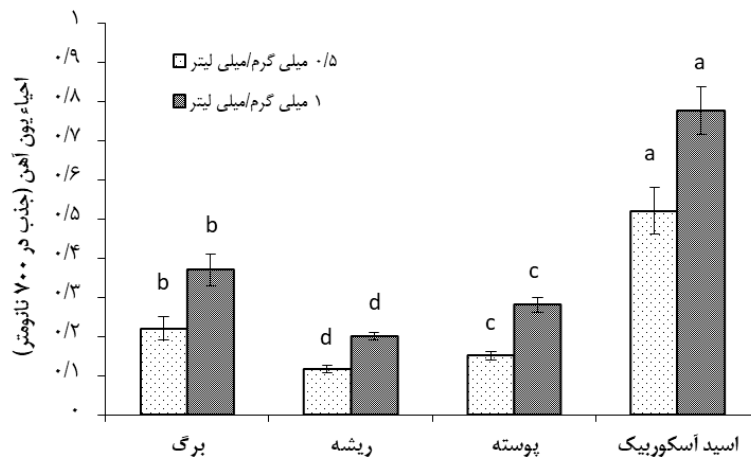 ۱
۰/۹
۰/۸
۰/۷
۰/۶
۰/۵
۰/۴
۰/۳
۰/۲
۰/۱
۰
احیاء یون آهن (جذب در ۷۰۰ نانومتر)
۰/۵ میلی گرم/میلی لیتر
۱ میلی گرم/میلی لیتر
b
b
d
d
c
c
a
a
برگ
ریشه
پوسته
اسید آسکوربیک